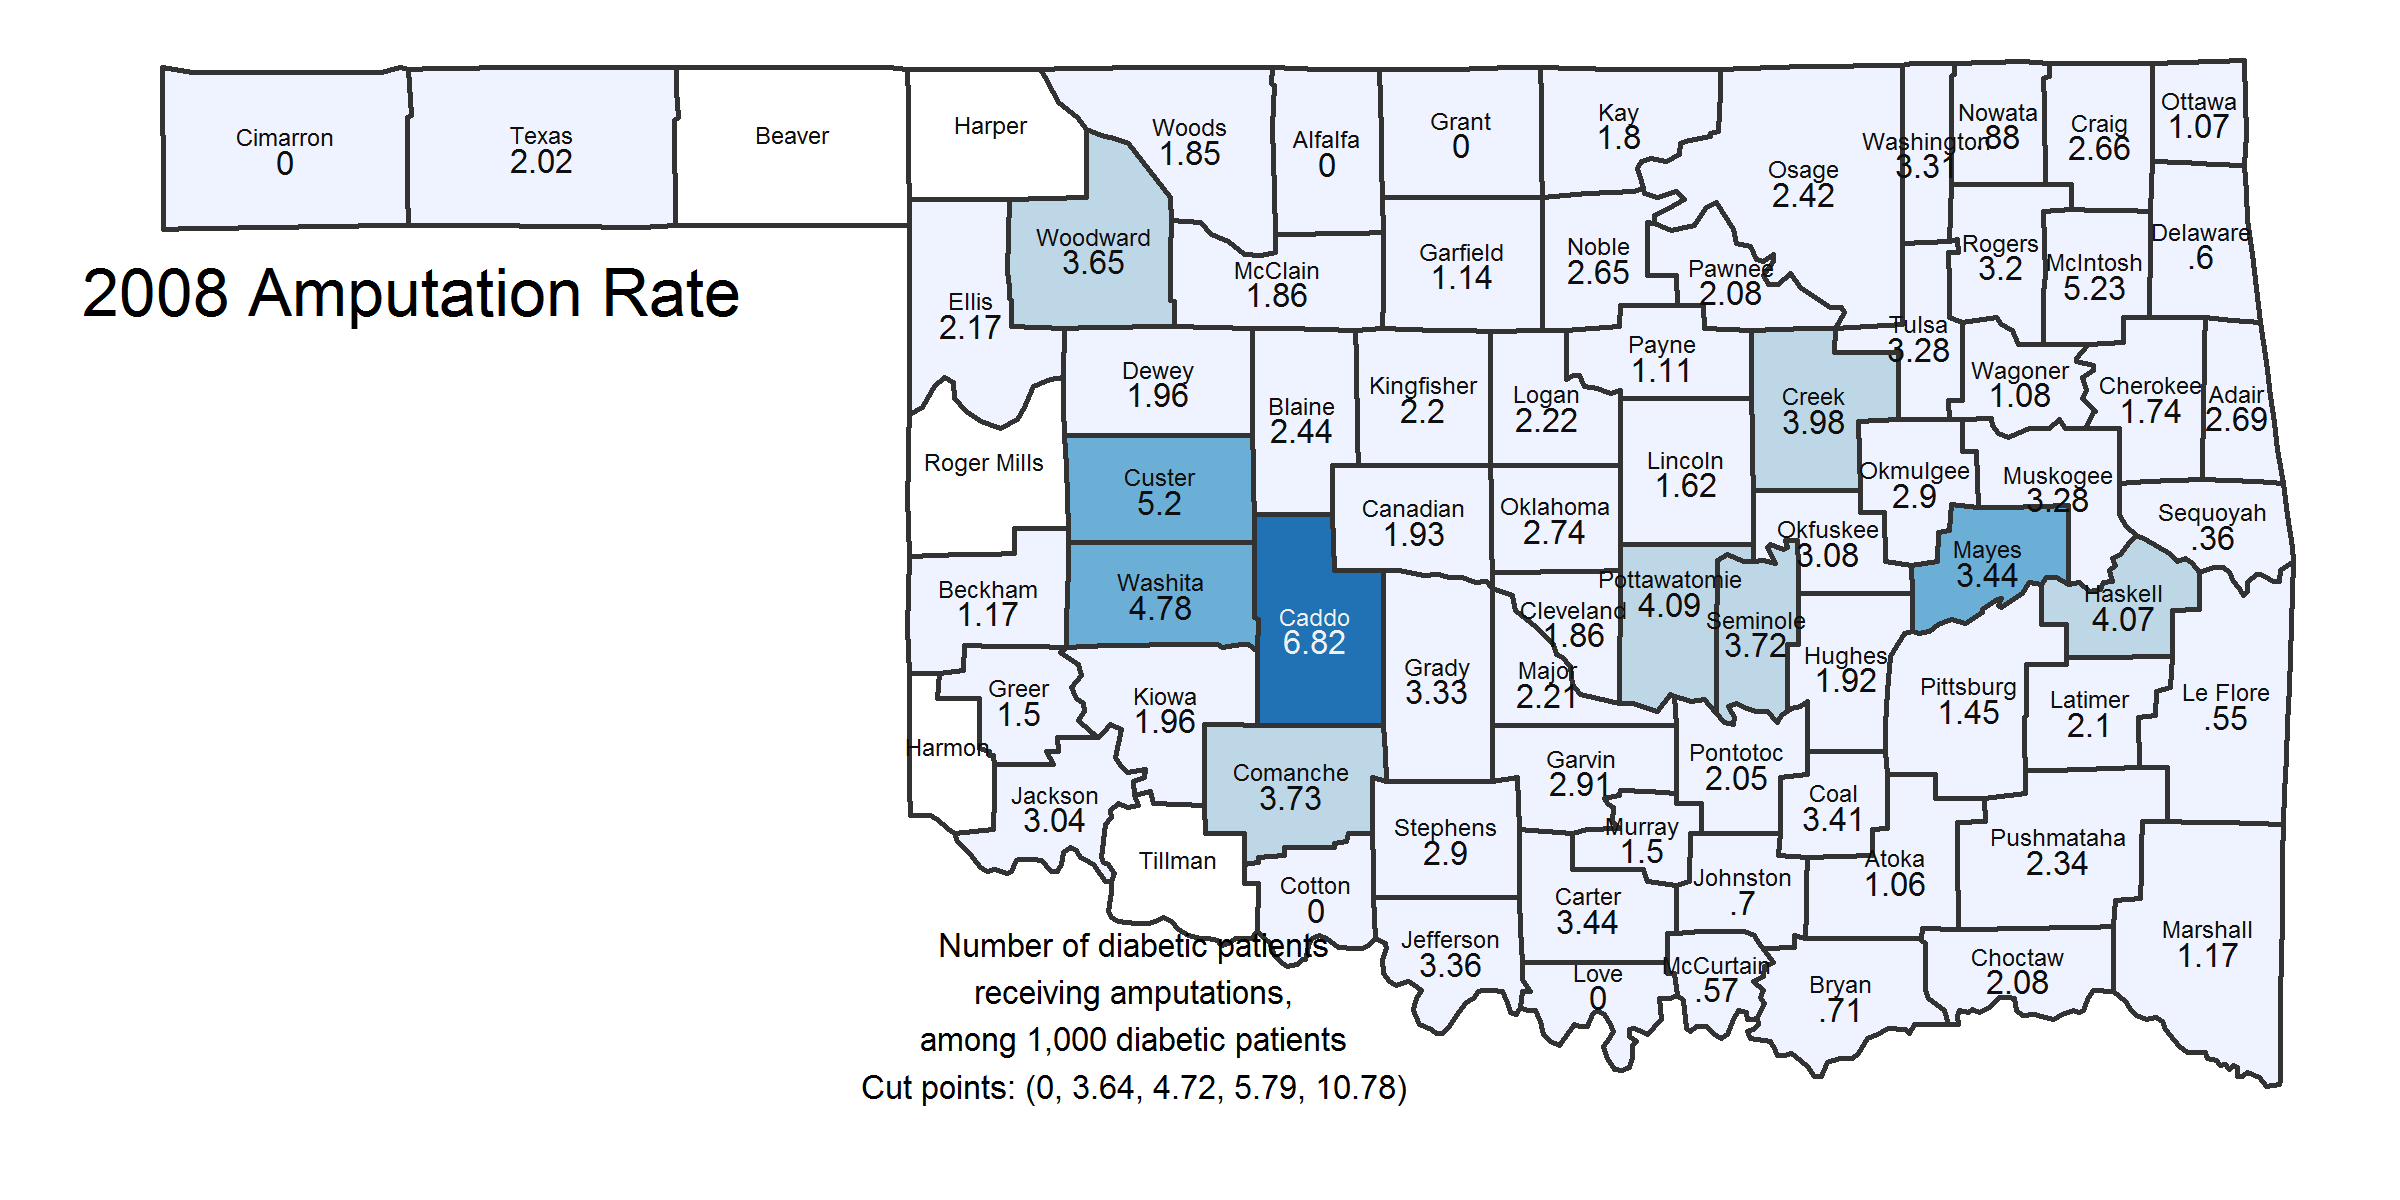 Cimarron
0
Texas
2.02
Beaver
Harper
Woods
1.85
Alfalfa
0
Grant
0
Kay
1.8
Osage
2.42
Washington
3.31
Nowata
.88
Craig
2.66
Ottawa
1.07
2008 Amputation Rate
Ellis
2.17
Woodward
3.65
McClain
1.86
Garfield
1.14
Noble
2.65
Pawnee
2.08
Rogers
3.2
McIntosh
5.23
Delaware
.6
Tulsa
3.28
Dewey
1.96
Blaine
2.44
Kingfisher
2.2
Logan
2.22
Payne
1.11
Creek
3.98
Wagoner
1.08
Cherokee
1.74
Adair
2.69
Roger Mills
Custer
5.2
Canadian
1.93
Oklahoma
2.74
Lincoln
1.62
Okmulgee
2.9
Muskogee
3.28
Okfuskee
3.08
Mayes
3.44
Sequoyah
.36
Beckham
1.17
Washita
4.78
Caddo
6.82
Cleveland
1.86
Pottawatomie
4.09
Seminole
3.72
Haskell
4.07
Grady
3.33
Major
2.21
Hughes
1.92
Pittsburg
1.45
Latimer
2.1
Le Flore
.55
Greer
1.5
Kiowa
1.96
Harmon
Jackson
3.04
Comanche
3.73
Garvin
2.91
Pontotoc
2.05
Coal
3.41
Stephens
2.9
Murray
1.5
Pushmataha
2.34
Tillman
Cotton
0
Carter
3.44
Johnston
.7
Atoka
1.06
Jefferson
3.36
Love
0
McCurtain
.57
Bryan
.71
Choctaw
2.08
Marshall
1.17
Number of diabetic patients
receiving amputations,
among 1,000 diabetic patients
Cut points: (0, 3.64, 4.72, 5.79, 10.78)